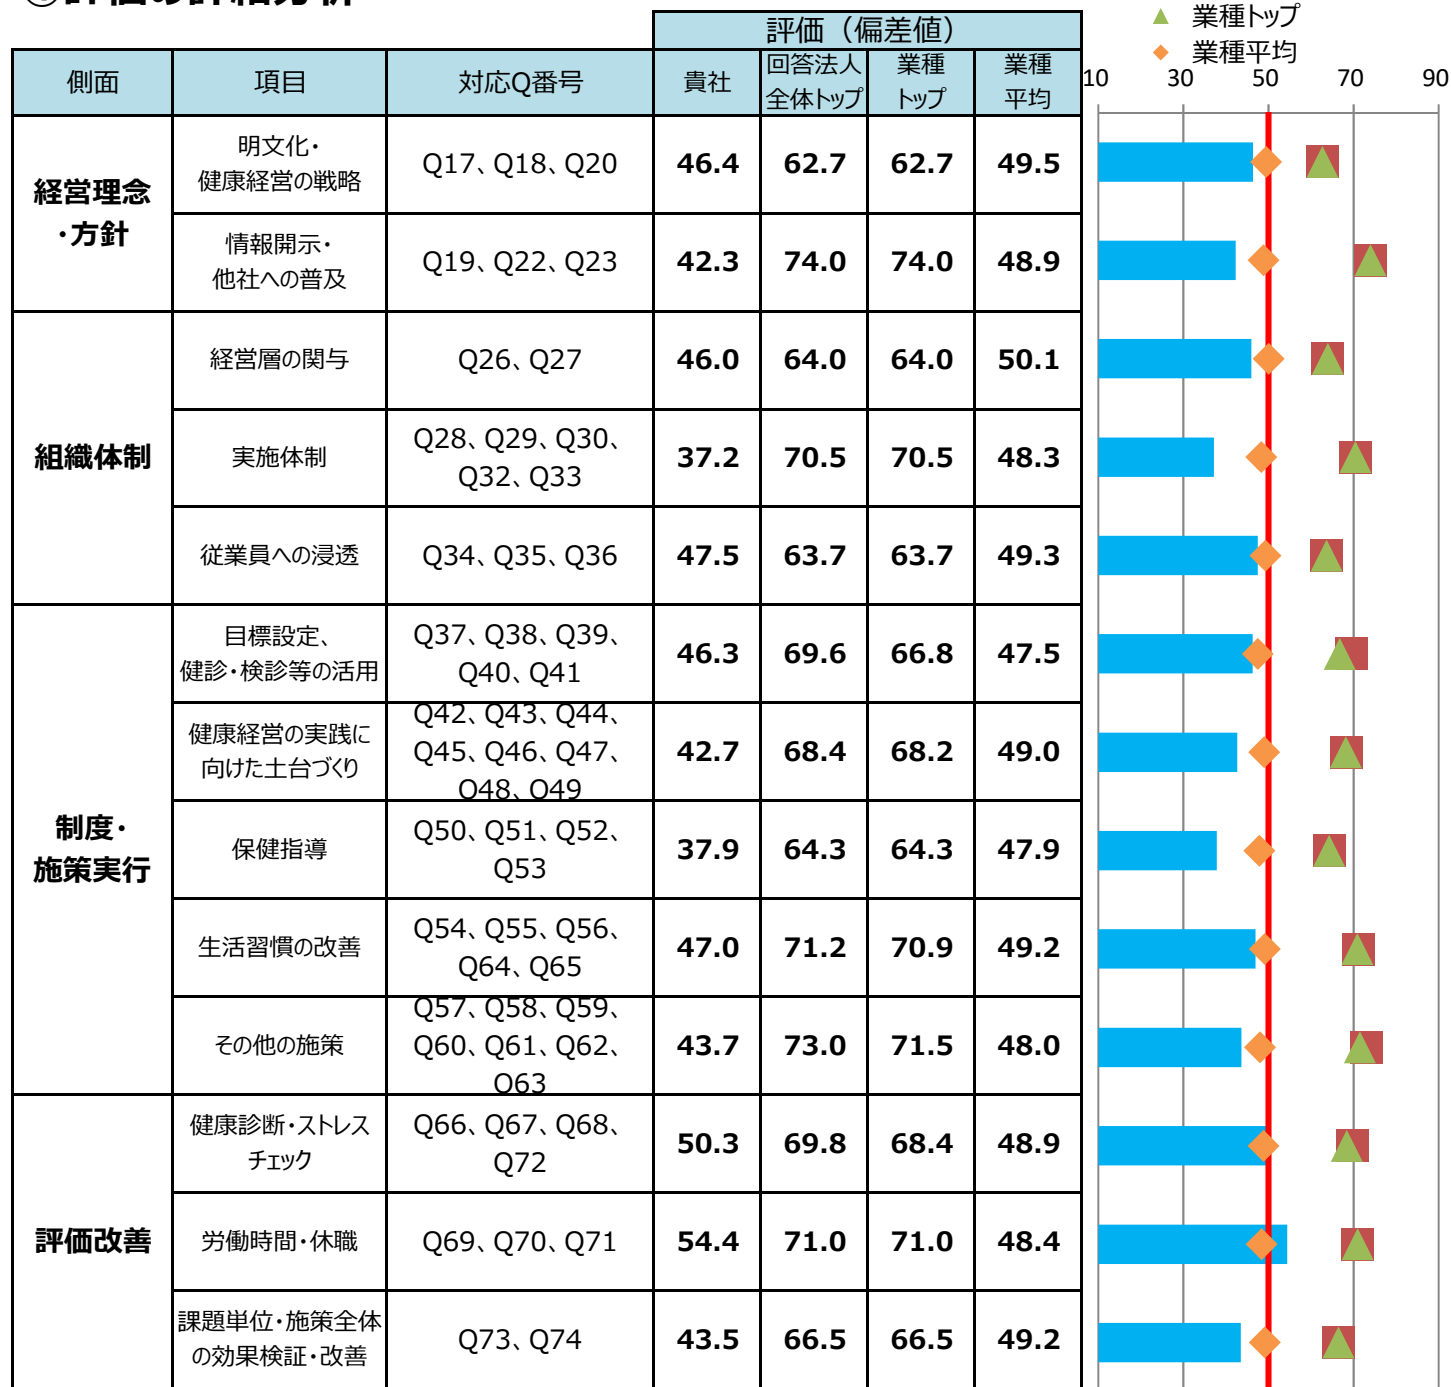 業種トップ
評価（偏差値）
業種平均
側面 項目 対応Q番号 貴社 回答法人 業種 業種
全体トップ トップ 平均
10 30 50 70 90
経営理念
・方針
明文化・
健康経営の戦略
Q17、Q18、Q20 46.4 62.7 62.7 49.5
情報開示・
他社への普及
Q19、Q22、Q23 42.3 74.0 74.0 48.9
組織体制
経営層の関与 Q26、Q27 46.0 64.0 64.0 50.1
実施体制
Q28、Q29、Q30、
Q32、Q33
37.2 70.5 70.5 48.3
従業員への浸透 Q34、Q35、Q36 47.5 63.7 63.7 49.3
制度・
施策実行
目標設定、
健診・検診等の活用
Q37、Q38、Q39、
Q40、Q41
46.3 69.6 66.8 47.5
健康経営の実践に
向けた土台づくり
Q42、Q43、Q44、
Q45、Q46、Q47、
Q48、Q49
42.7 68.4 68.2 49.0
保健指導
Q50、Q51、Q52、
Q53
37.9 64.3 64.3 47.9
生活習慣の改善
Q54、Q55、Q56、
Q64、Q65
47.0 71.2 70.9 49.2
その他の施策
Q57、Q58、Q59、
Q60、Q61、Q62、
Q63
43.7 73.0 71.5 48.0
評価改善
健康診断・ストレス
チェック
Q66、Q67、Q68、
Q72
50.3 69.8 68.4 48.9
労働時間・休職 Q69、Q70、Q71 54.4 71.0 71.0 48.4
課題単位・施策全体
の効果検証・改善
Q73、Q74 43.5 66.5 66.5 49.2